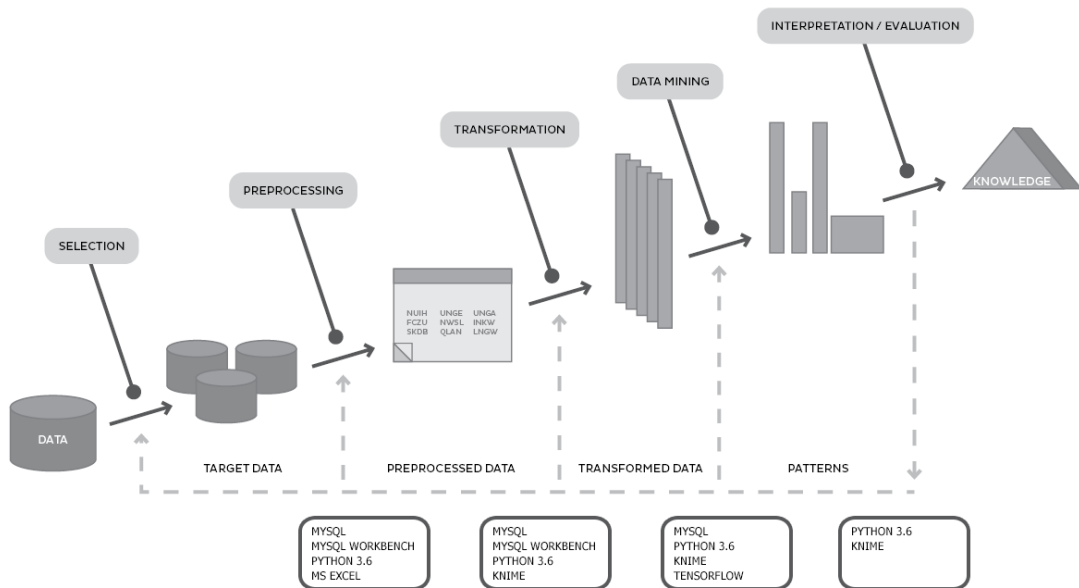 INTERPRETATION / EVALUATION
DATA MINING
TRANSFORMATION
PREPROCESSING
SELECTION
KNOWLEDGE
NUIH UNGE UNGA
FCZU NWSL INKW
SKDB QLAN LNGW
DATA
TARGET DATA
PREPROCESSED DATA
TRANSFORMED DATA
PATTERNS
MYSQL
MYSQL WORKBENCH
PYTHON 3.6
MS EXCEL
MYSQL
MYSQL WORKBENCH
PYTHON 3.6
KNIME
MYSQL
PYTHON 3.6
KNIME
TENSORFLOW
PYTHON 3.6
KNIME